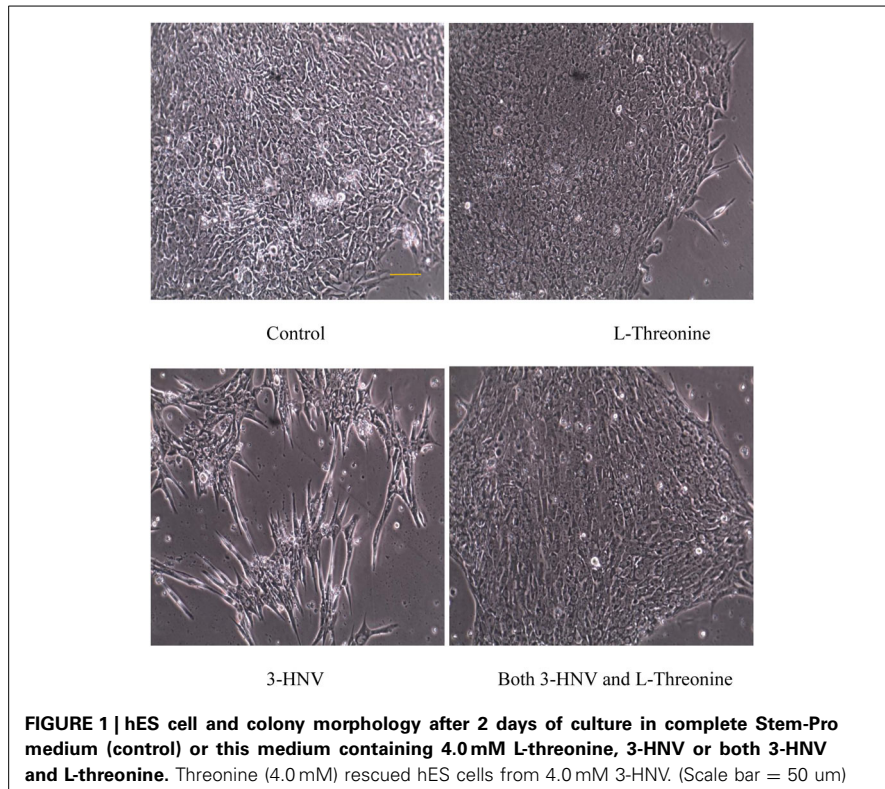 Control
L-Threonine
3-HNV
Both 3-HNV and L-Threonine
FIGURE 1 | hES cell and colony morphology after 2 days of culture in complete Stem-Pro
medium (control) or this medium containing 4.0 mM L-threonine, 3-HNV or both 3-HNV
and L-threonine. Threonine (4.0 mM) rescued hES cells from 4.0 mM 3-HNV. (Scale bar = 50 um)